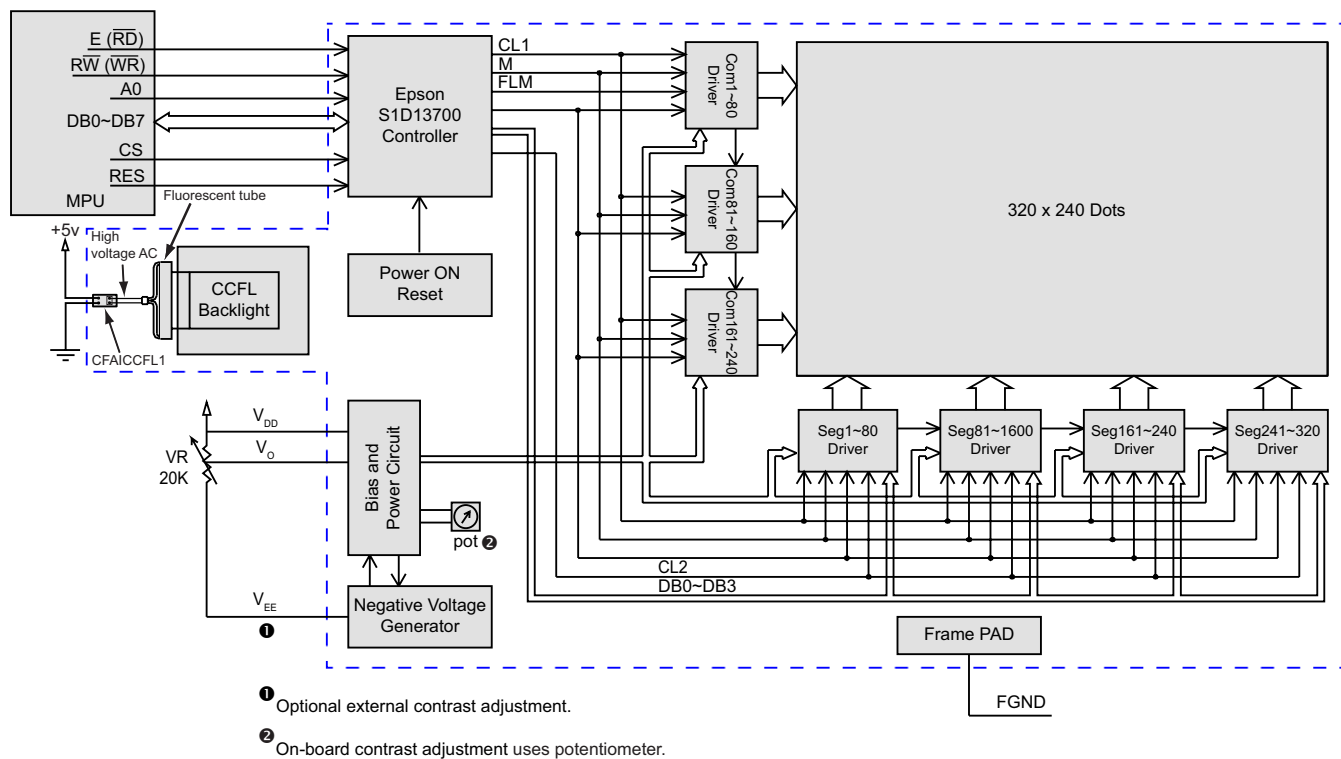 E (RD)
RW (WR)
A0
DB0~DB7
CS
RES
MPU
Epson
S1D13700
Controller
CL1
M
FLM
Com1~80
Driver
Com81~160
Driver
Com161~240
Driver
320 x 240 Dots
Fluorescent tube
+5v
High
voltage AC
CCFL
Backlight
CFAICCFL1
Power ON
Reset
VDD
VO
VR
20K
Bias and
Power Circuit
pot ❷
VEE
❶
Negative Voltage
Generator
Seg1~80
Driver
Seg81~1600
Driver
Seg161~240
Driver
Seg241~320
Driver
CL2
DB0~DB3
Frame PAD
FGND
❶ Optional external contrast adjustment.
❷ On-board contrast adjustment uses potentiometer.